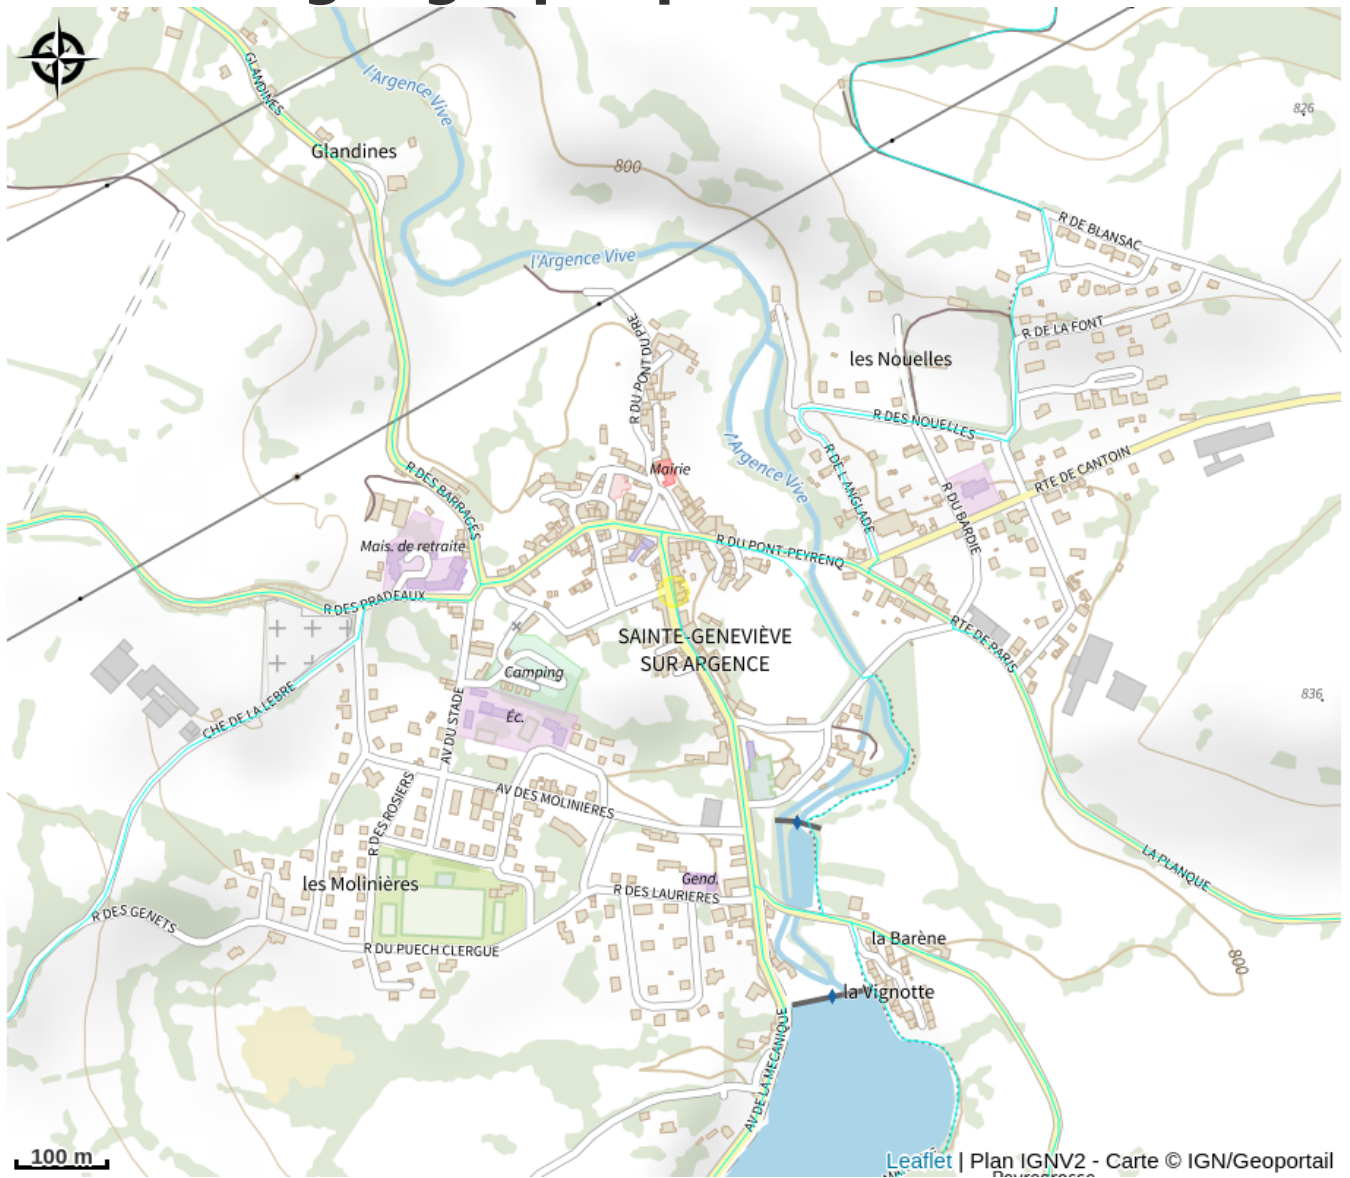 GLANDINES
l'Argence Vive
826
Glandines
800
R DE BLANSAC
l'Argence Vive
R DU PONT DU PRE
R DE LA FONT
les Nouelles
R DES NOUELLES
l'Argence Vive
R DE L'ANGLADE
RTE DE CANTOIN
Mairie
R DES BARRAGES
R DU BARDIE
Mais. de retraite
R DU PONT-PEYRENQ
R DES PRADEAUX
RTE DE PARIS
SAINTE-GENEVIÈVE
SUR ARGENCE
Camping
836
CHE DE LA LEBRE
AV DU STADE
Éc.
AV DES MOLINIERES
R DES ROSIERS
LA PLANQUE
les Molinières
Gend.
R DES LAURIERES
R DES GENETS
R DU PUECH CLERGUE
la Barène
800
la Vignotte
AV DE LA MECANIQUE
100 m
Leaflet | Plan IGNV2 - Carte © IGN/Geoportail